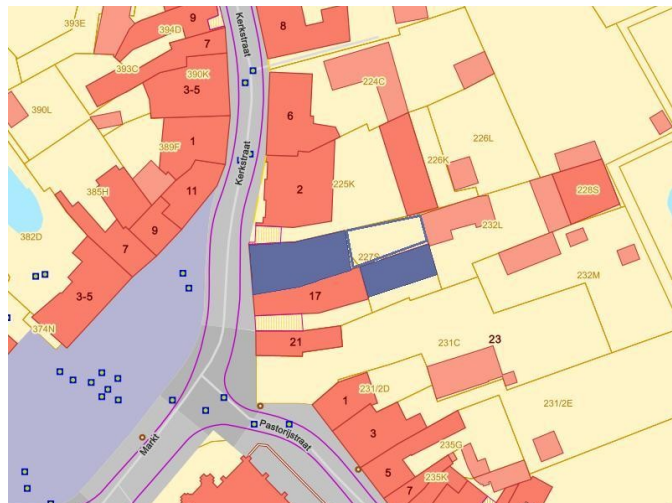 393E
9
394D
7
8
393C
390K
3-5
Kerkstraat
224C
390L
6
226L
1
389F
Kerkstraat
226K
385H
11
2
225K
228S
9
232L
382D
7
227S
232M
3-5
17
374N
21
231C
23
231/2D
1
231/2E
3
Pastorijstraat
Markt
235G
5
235K
7